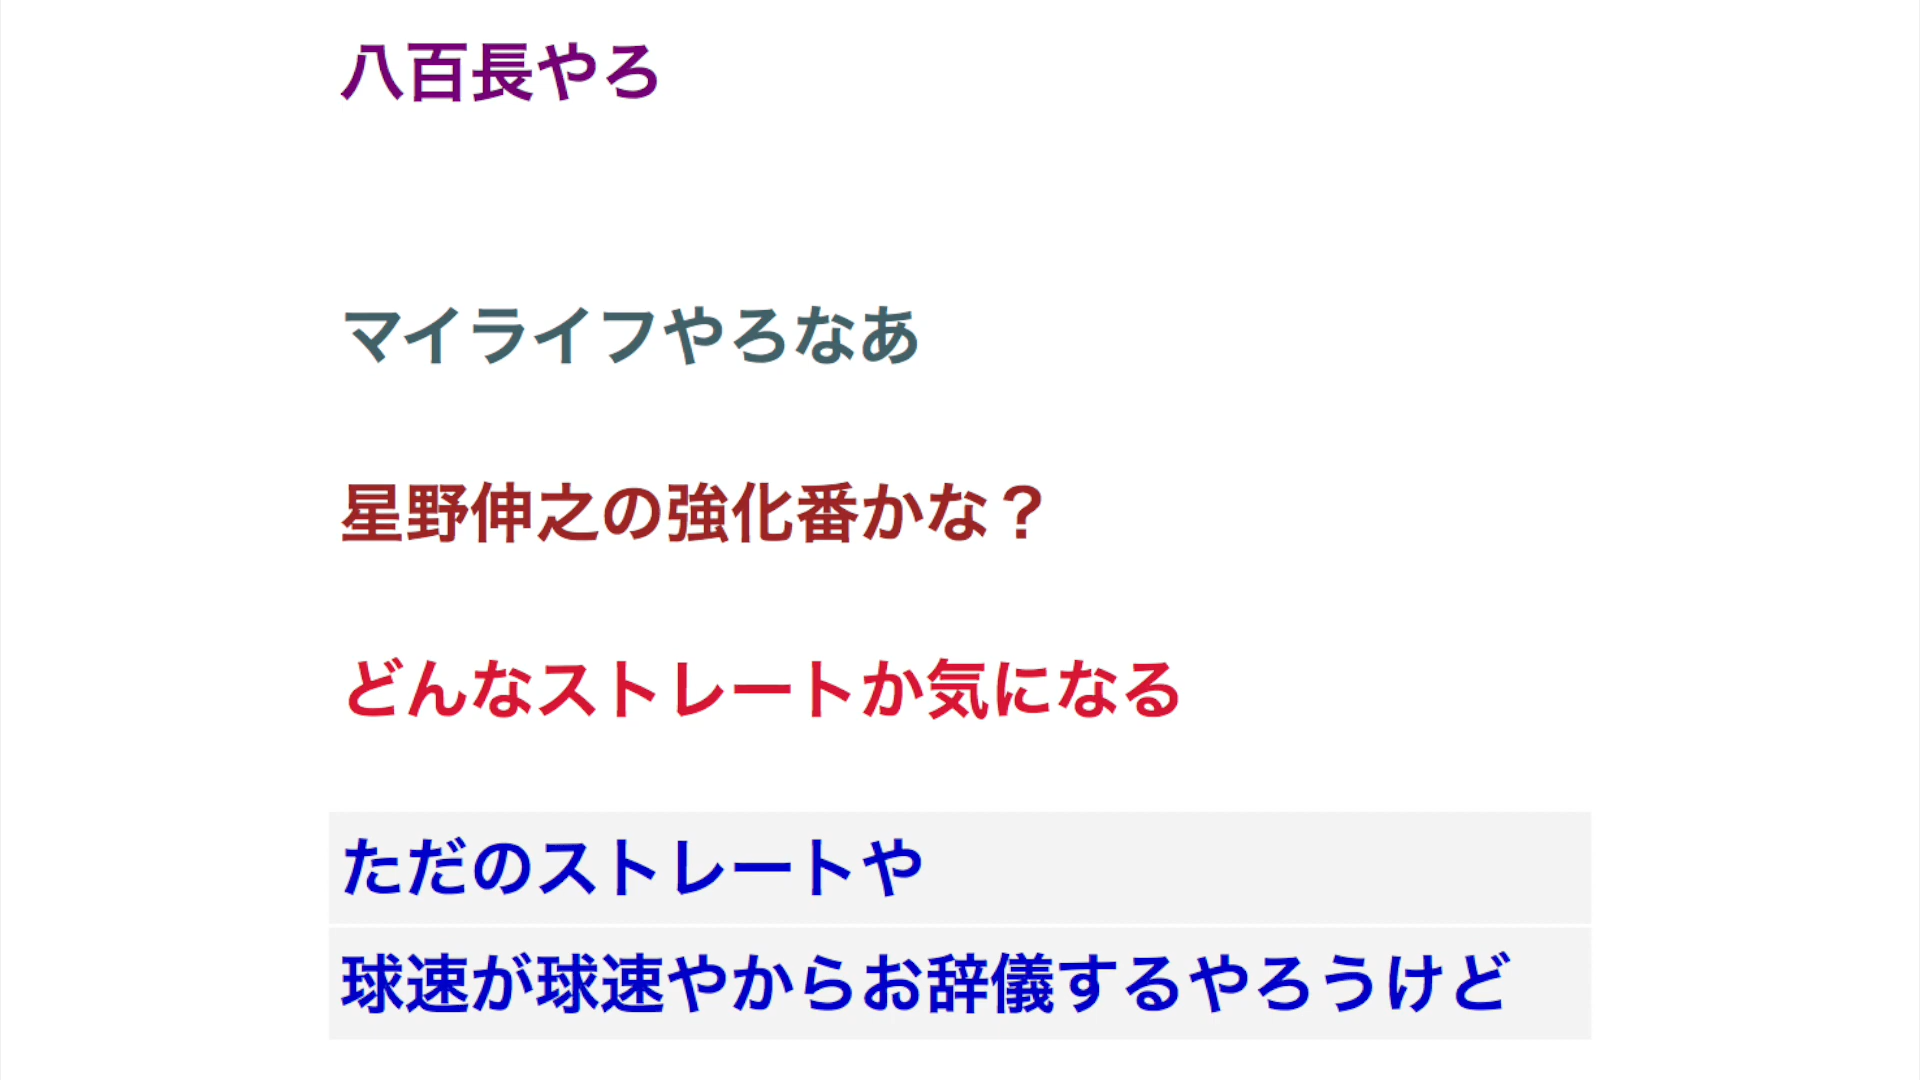 八百長やろ
マイライフやろなあ
星野伸之の強化番かな？
どんなストレートか気になる
ただのストレートや
球速が球速やからお辞儀するやろうけど